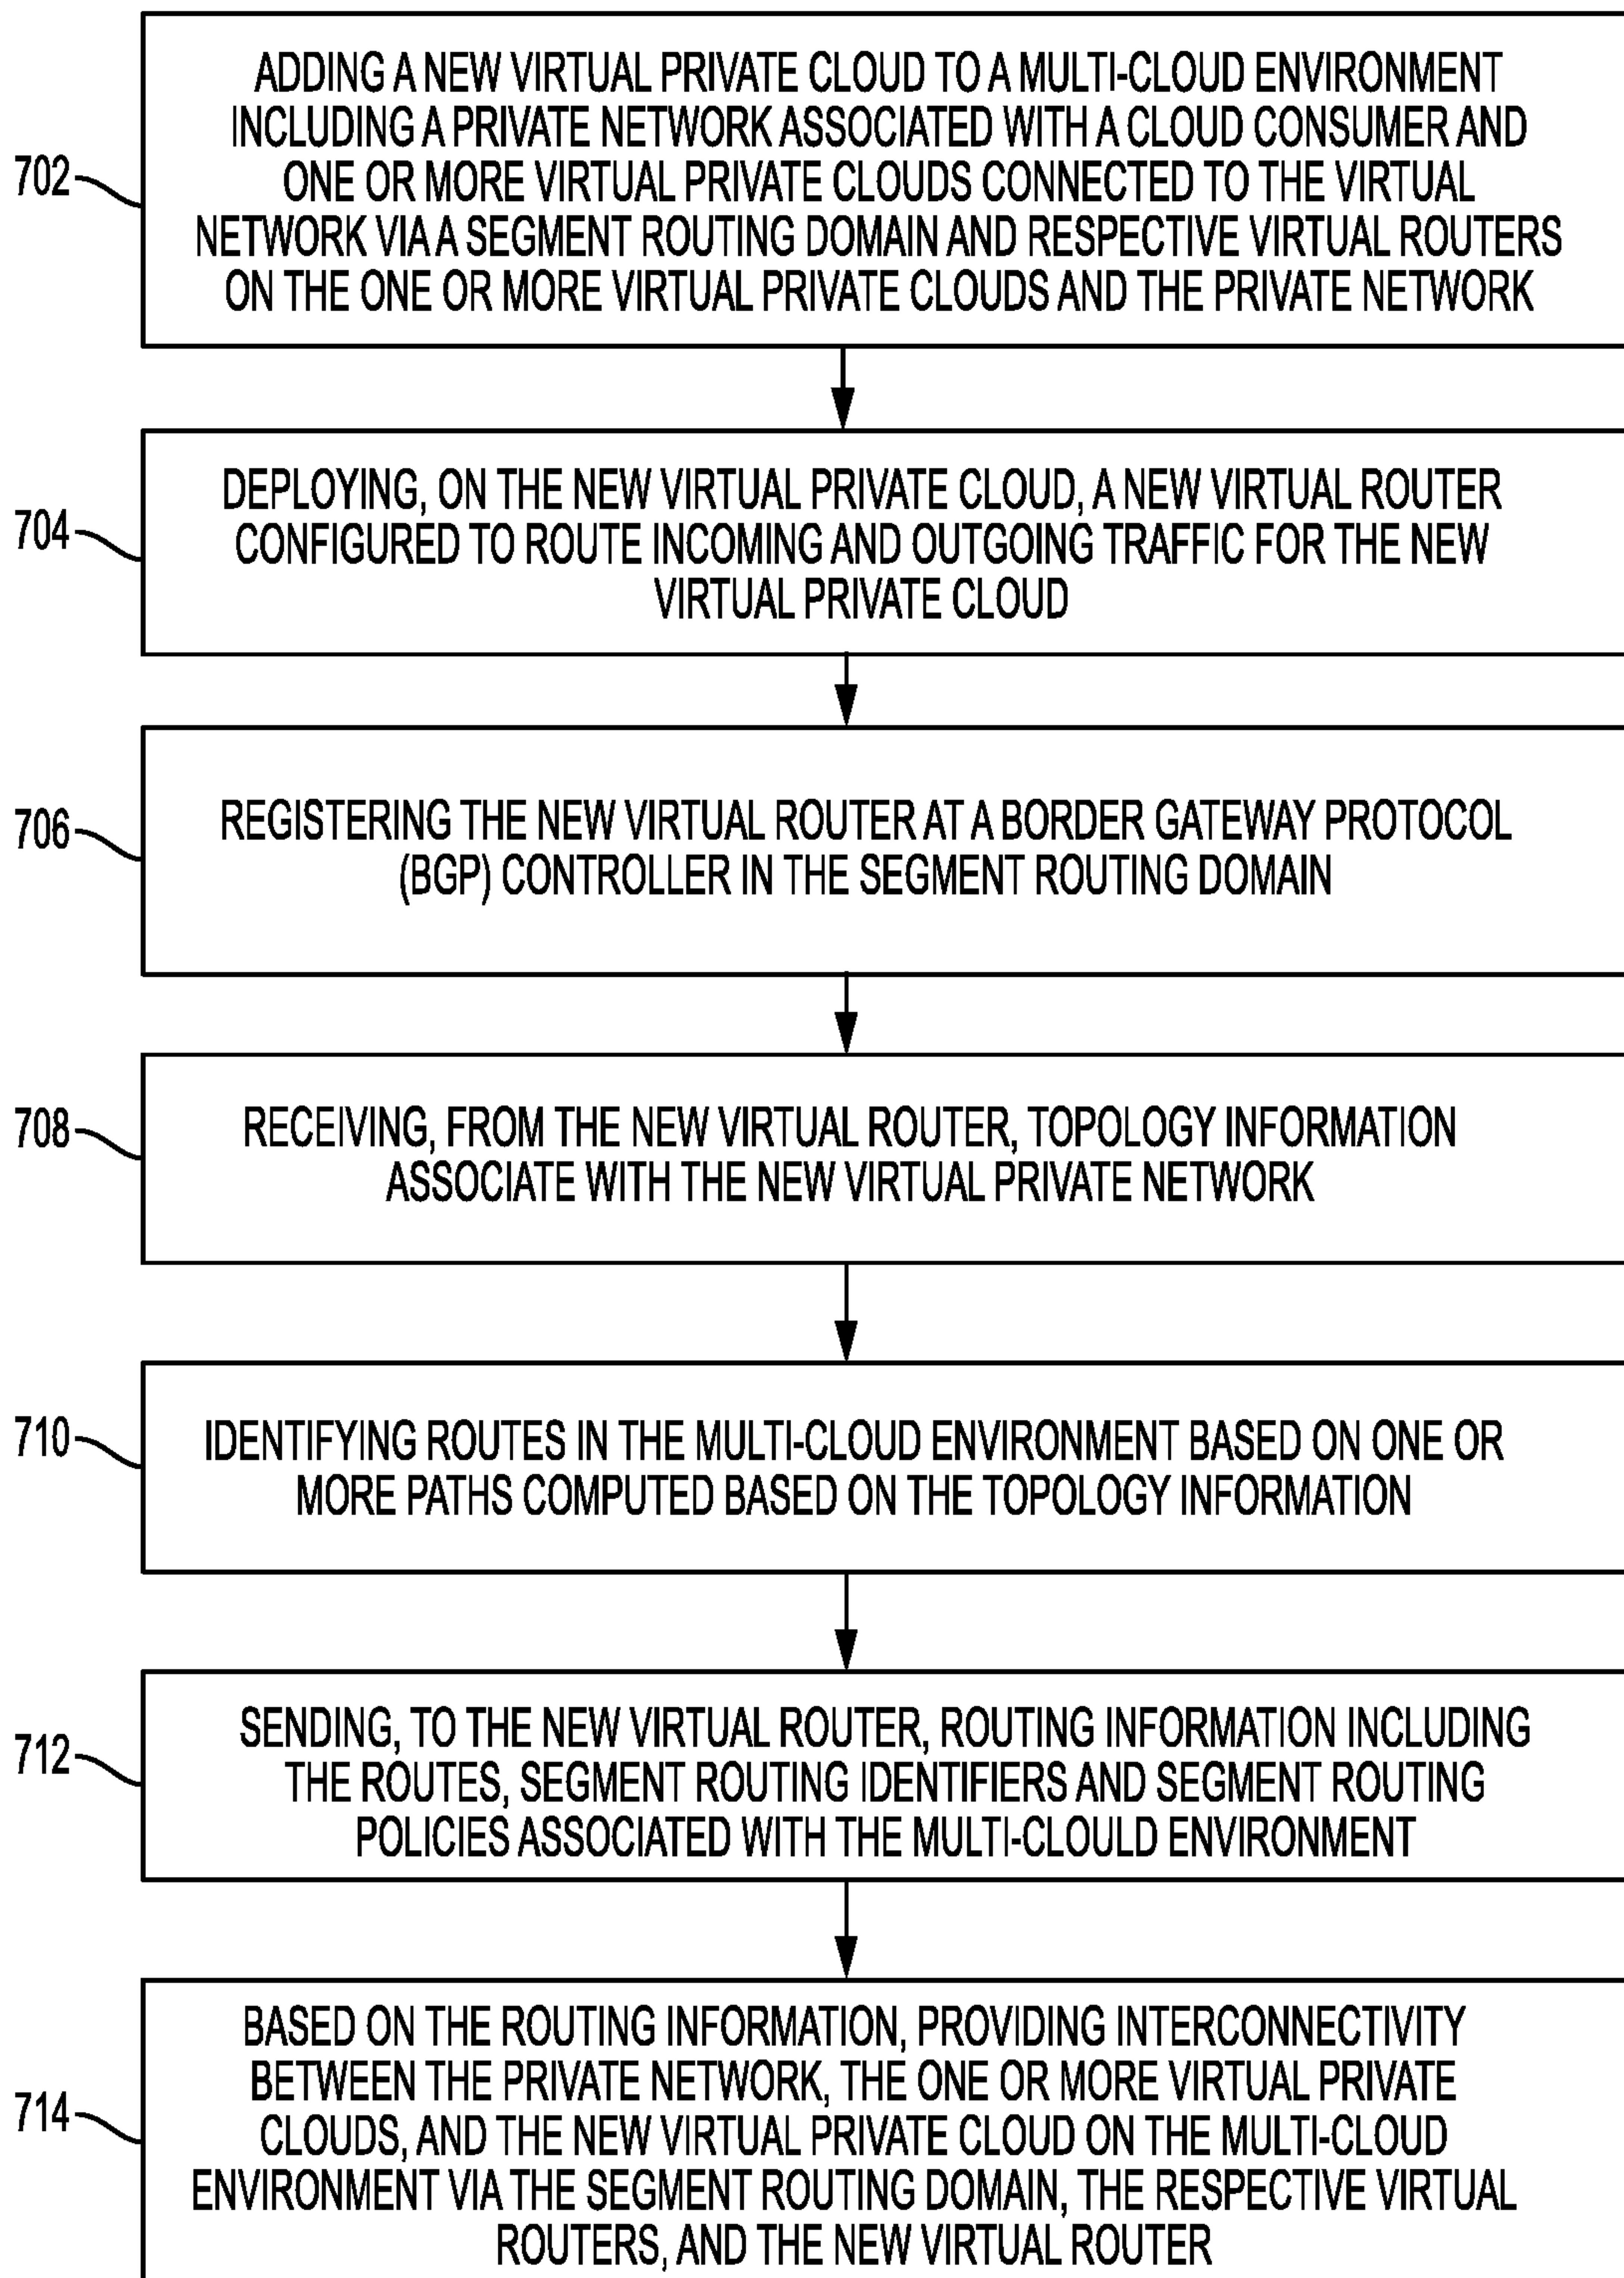 702
ADDING A NEW VIRTUAL PRIVATE CLOUD TO A MULTI-CLOUD ENVIRONMENT
INCLUDING A PRIVATE NETWORK ASSOCIATED WITH A CLOUD CONSUMER AND
ONE OR MORE VIRTUAL PRIVATE CLOUDS CONNECTED TO THE VIRTUAL
NETWORK VIA A SEGMENT ROUTING DOMAIN AND RESPECTIVE VIRTUAL ROUTERS
ON THE ONE OR MORE VIRTUAL PRIVATE CLOUDS AND THE PRIVATE NETWORK
704
DEPLOYING, ON THE NEW VIRTUAL PRIVATE CLOUD, A NEW VIRTUAL ROUTER
CONFIGURED TO ROUTE INCOMING AND OUTGOING TRAFFIC FOR THE NEW
VIRTUAL PRIVATE CLOUD
706
REGISTERING THE NEW VIRTUAL ROUTER AT A BORDER GATEWAY PROTOCOL
(BGP) CONTROLLER IN THE SEGMENT ROUTING DOMAIN
708
RECEIVING, FROM THE NEW VIRTUAL ROUTER, TOPOLOGY INFORMATION
ASSOCIATE WITH THE NEW VIRTUAL PRIVATE NETWORK
710
IDENTIFYING ROUTES IN THE MULTI-CLOUD ENVIRONMENT BASED ON ONE OR
MORE PATHS COMPUTED BASED ON THE TOPOLOGY INFORMATION
712
SENDING, TO THE NEW VIRTUAL ROUTER, ROUTING INFORMATION INCLUDING
THE ROUTES, SEGMENT ROUTING IDENTIFIERS AND SEGMENT ROUTING
POLICIES ASSOCIATED WITH THE MULTI-CLOULD ENVIRONMENT
714
BASED ON THE ROUTING INFORMATION, PROVIDING INTERCONNECTIVITY
BETWEEN THE PRIVATE NETWORK, THE ONE OR MORE VIRTUAL PRIVATE
CLOUDS, AND THE NEW VIRTUAL PRIVATE CLOUD ON THE MULTI-CLOUD
ENVIRONMENT VIA THE SEGMENT ROUTING DOMAIN, THE RESPECTIVE VIRTUAL
ROUTERS, AND THE NEW VIRTUAL ROUTER